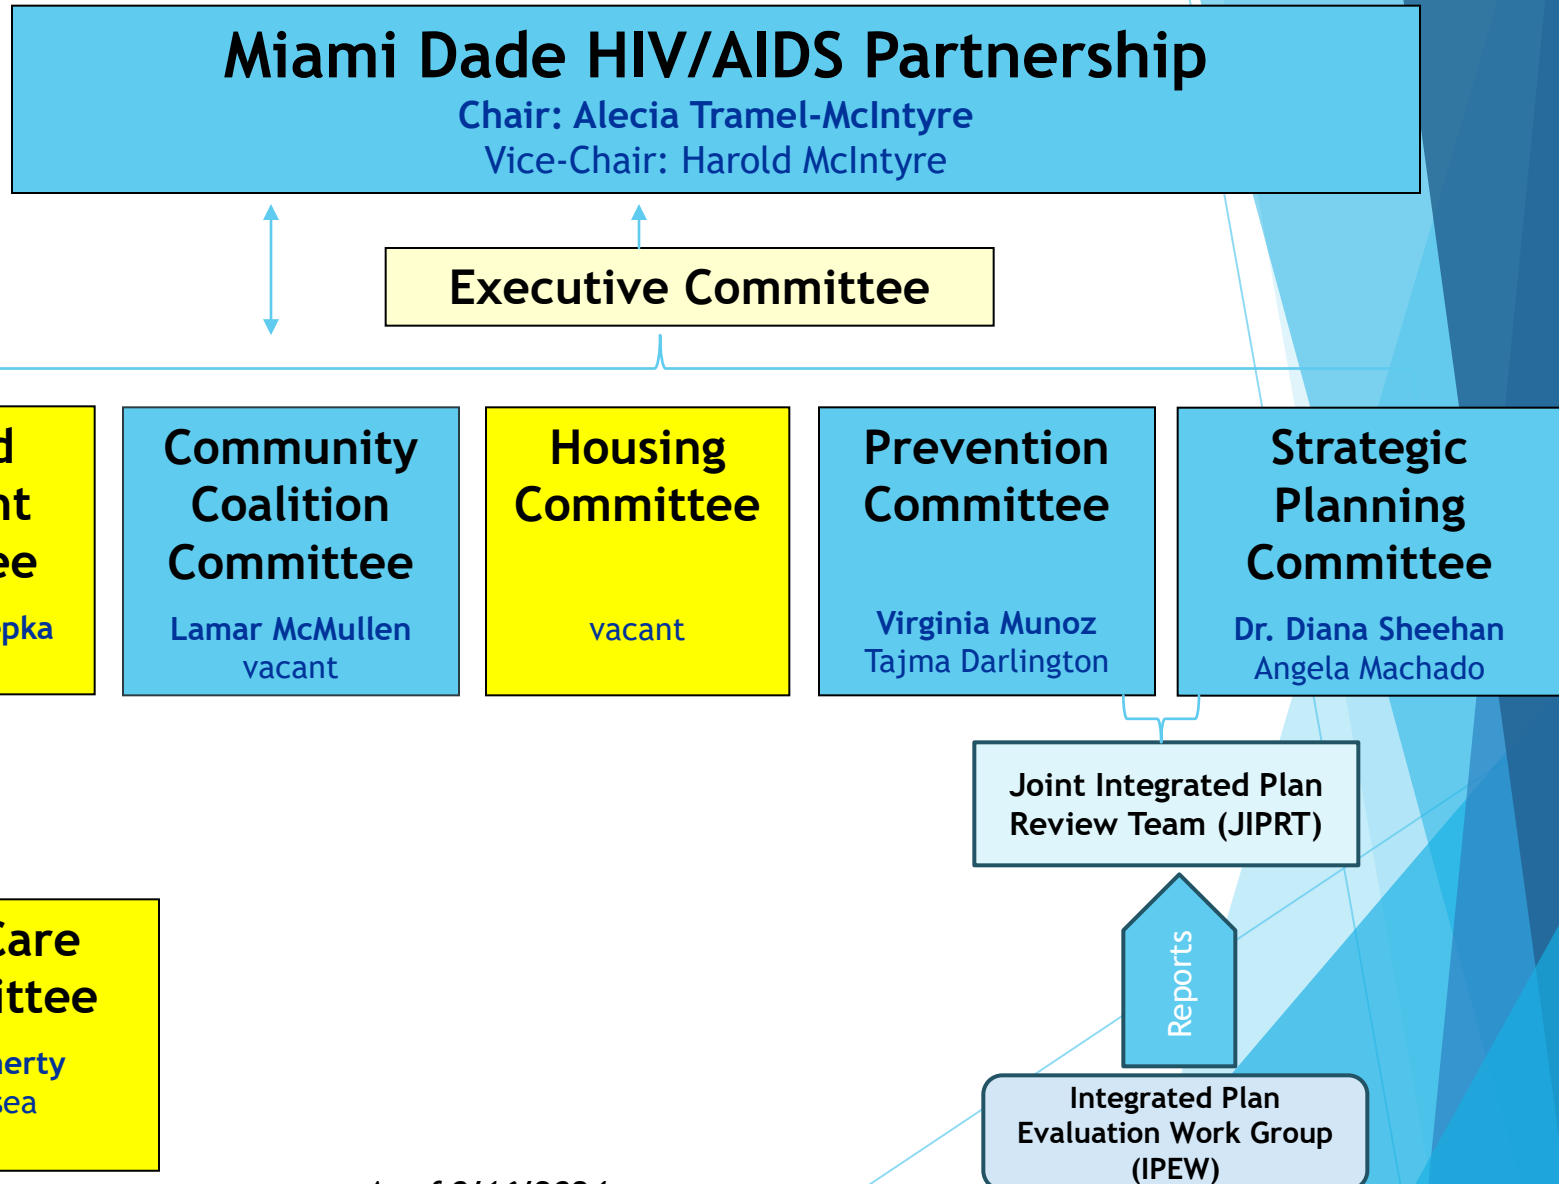 Miami Dade HIV/AIDS Partnership
Chair: Alecia Tramel-McIntyre
Vice-Chair: Harold McIntyre
Executive Committee
Community
Coalition
Committee
Lamar McMullen
vacant
Housing
Committee
vacant
Prevention
Committee
Virginia Munoz
Tajma Darlington
Strategic
Planning
Committee
Dr. Diana Sheehan
Angela Machado
Joint Integrated Plan
Review Team (JIPRT)
Reports
Integrated Plan
Evaluation Work Group
(IPEW)